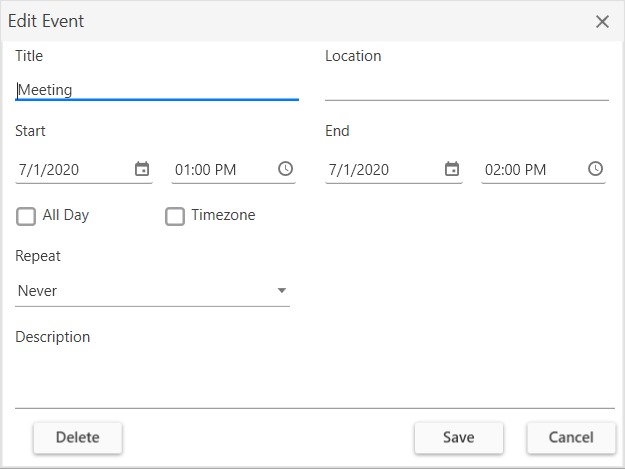 Edit Event
Title Location
Meeting
Start End
7/1/2020 01:00 PM 7/1/2020 02:00 PM
All Day Timezone
Repeat
Never
Description
Delete Save Cancel